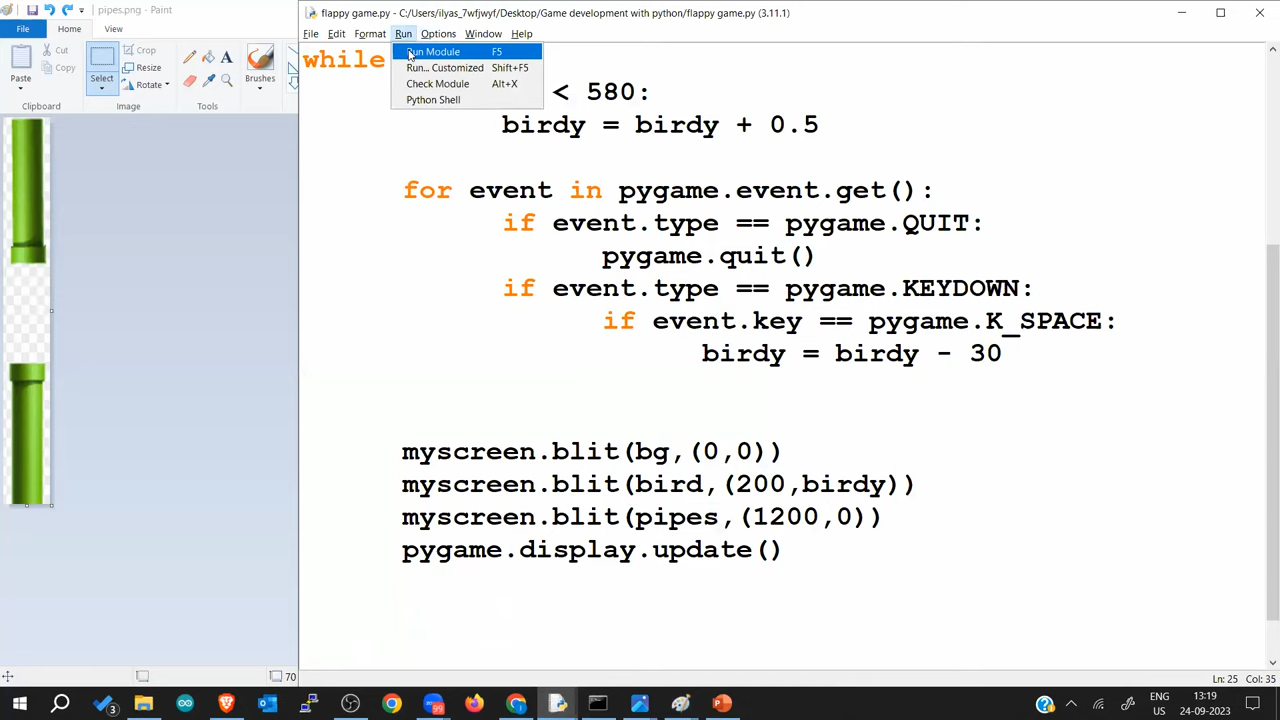 pipes.png - Paint
File
Home
View
Paste
Cut
Copy
Clipboard
Select
Crop
Resize
Rotate
Image
Tools
Brushes
70
flappy game.py - C:/Users/ilyas_7wfjwyf/Desktop/Game development with python/flappy game.py (3.11.1)
File Edit Format Run Options Window Help
Run Module F5
Run... Customized Shift+F5
Check Module Alt+X
Python Shell
while
< 580:
birdy = birdy + 0.5
for event in pygame.event.get():
if event.type == pygame.QUIT:
pygame.quit()
if event.type == pygame.KEYDOWN:
if event.key == pygame.K_SPACE:
birdy = birdy - 30
myscreen.blit(bg,(0,0))
myscreen.blit(bird,(200,birdy))
myscreen.blit(pipes,(1200,0))
pygame.display.update()
Ln: 25 Col: 35
3
99
ENG
US
13:19
24-09-2023